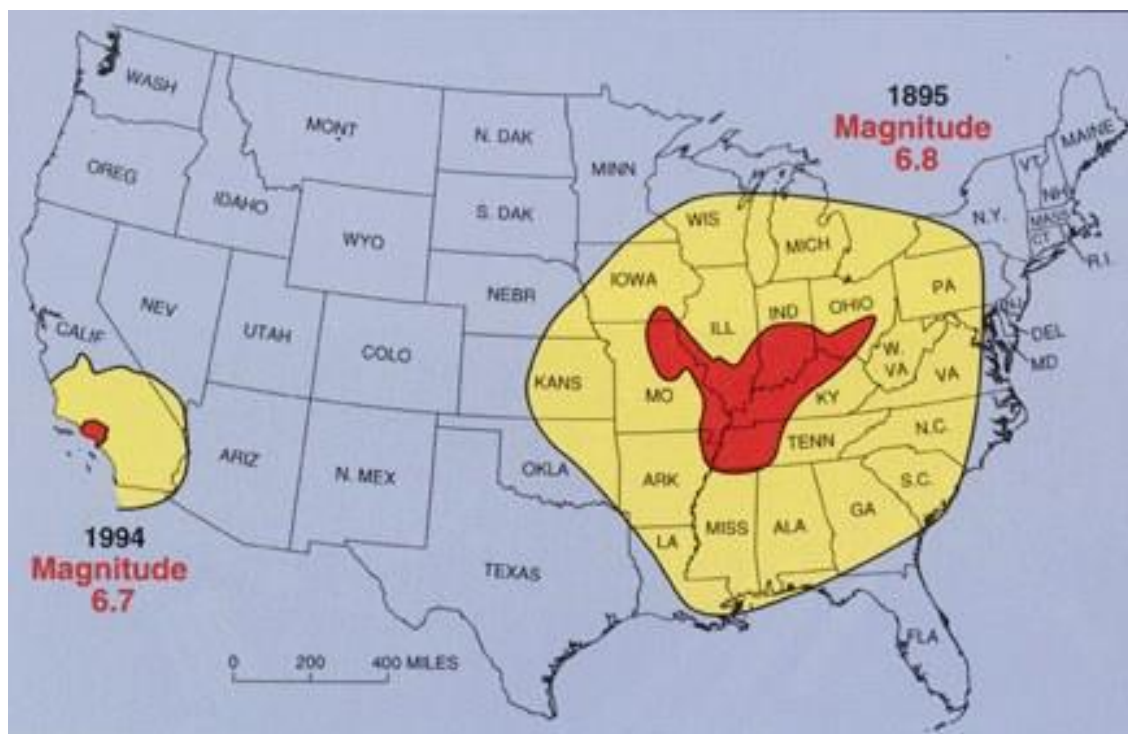 WASH
MONT
N. DAK
MINN
1895
Magnitude
6.8
MAINE
VT.
NH
OREG
IDAHO
S. DAK
WIS
MICH
N.Y.
MASS
CT.
R.I.
WYO
NEBR
IOWA
PA
NEV
UTAH
COLO
ILL
IND
OHIO
DEL
MD
CALIF
KANS
MO
W.
VA
VA
KY
ARIZ
N. MEX
OKLA
ARK
TENN
N.C.
S.C.
1994
Magnitude
6.7
TEXAS
LA
MISS
ALA
GA
FLA
0 200 400 MILES